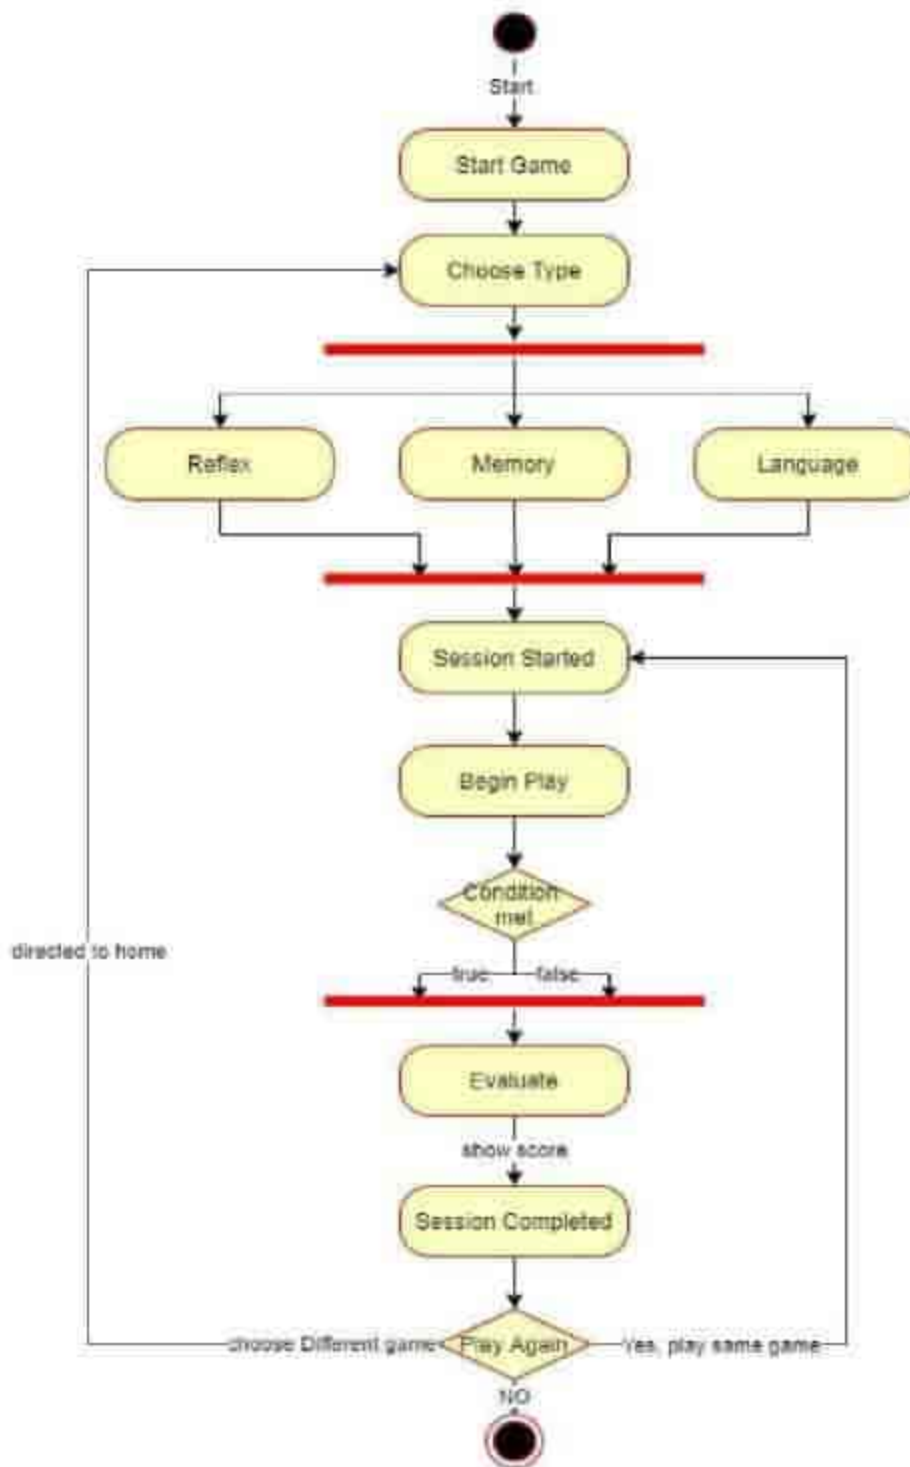 Start
Start Game
Choose Type
Reflex
Memory
Language
Session Started
Begin Play
Condition
met
directed to home
true
false
Evaluate
show score
Session Completed
choose Different game
Play Again
Yes, play same game
NO